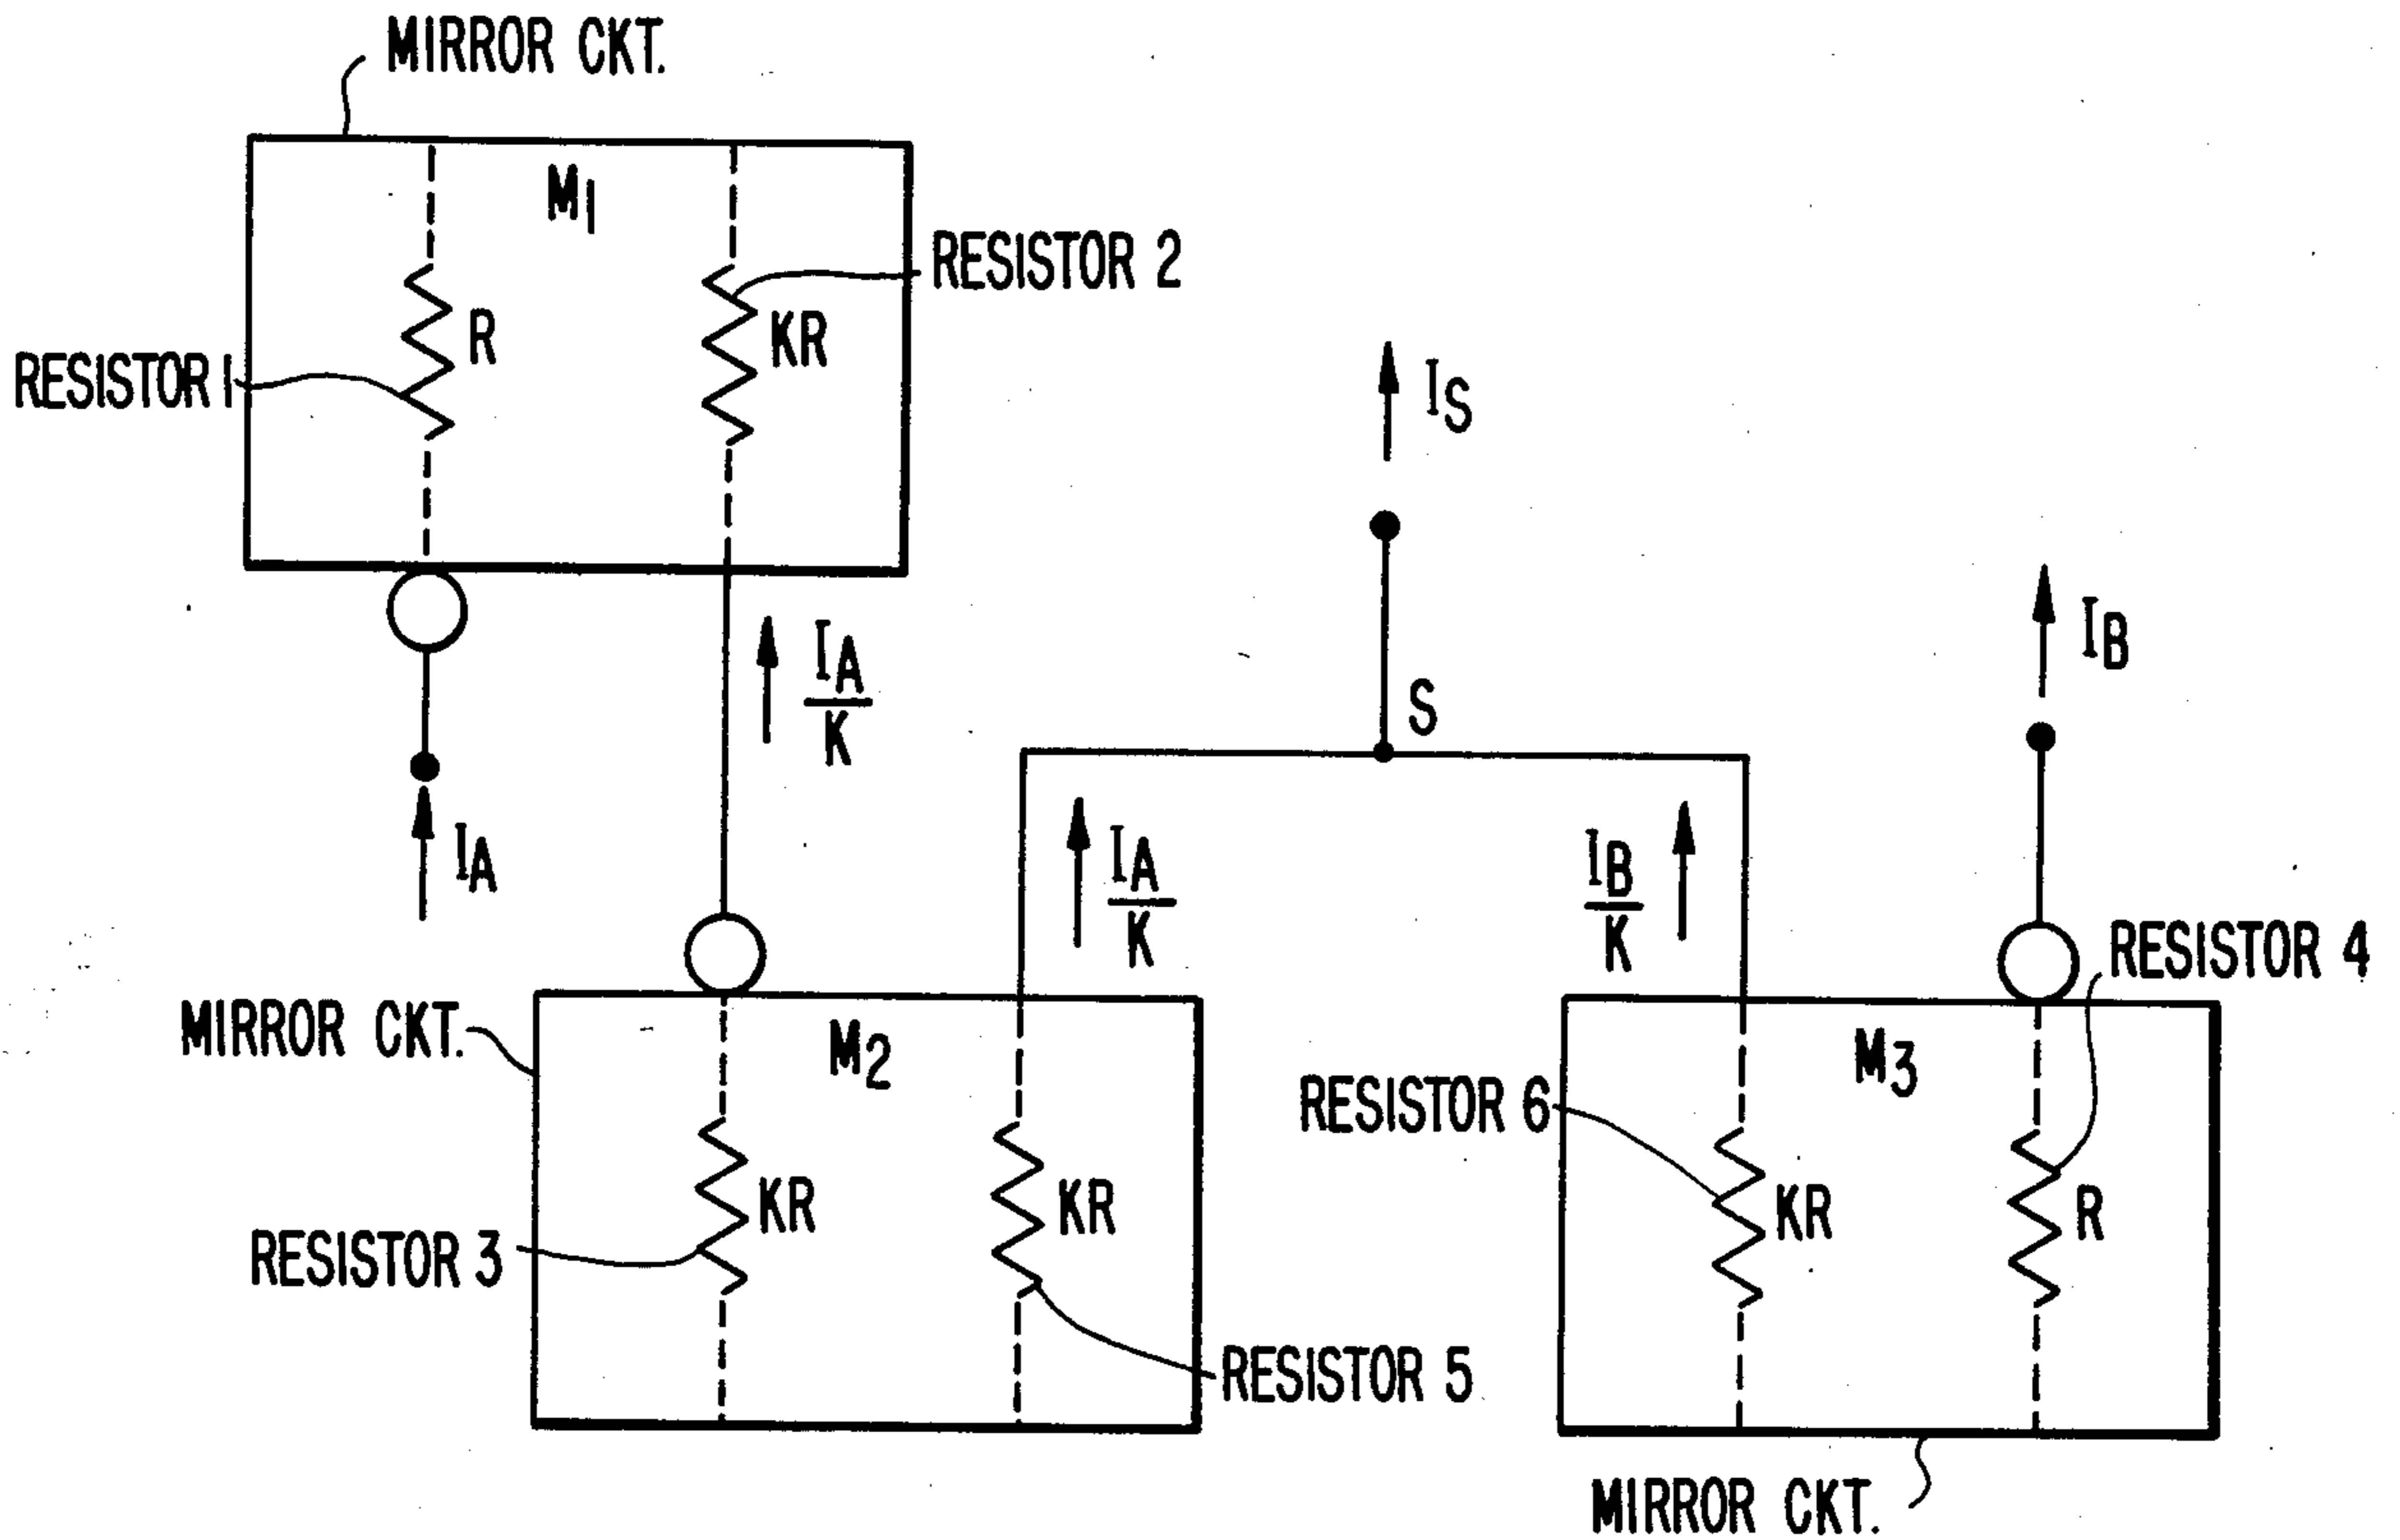 MIRROR CKT.
M1
RESISTOR 2
R
KR
RESISTOR 1
IS
IA
K
IB
S
IA
IA
K
IB
K
RESISTOR 4
MIRROR CKT.
M2
M3
RESISTOR 6
KR
KR
KR
R
RESISTOR 3
RESISTOR 5
MIRROR CKT.